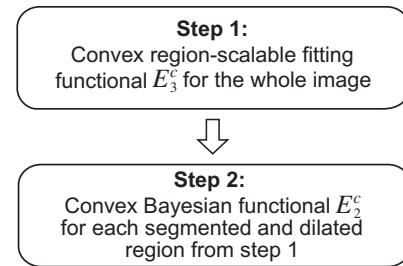 Step 1:
Convex region-scalable fitting
functional E₃ᶜ for the whole image
Step 2:
Convex Bayesian functional E₂ᶜ
for each segmented and dilated
region from step 1